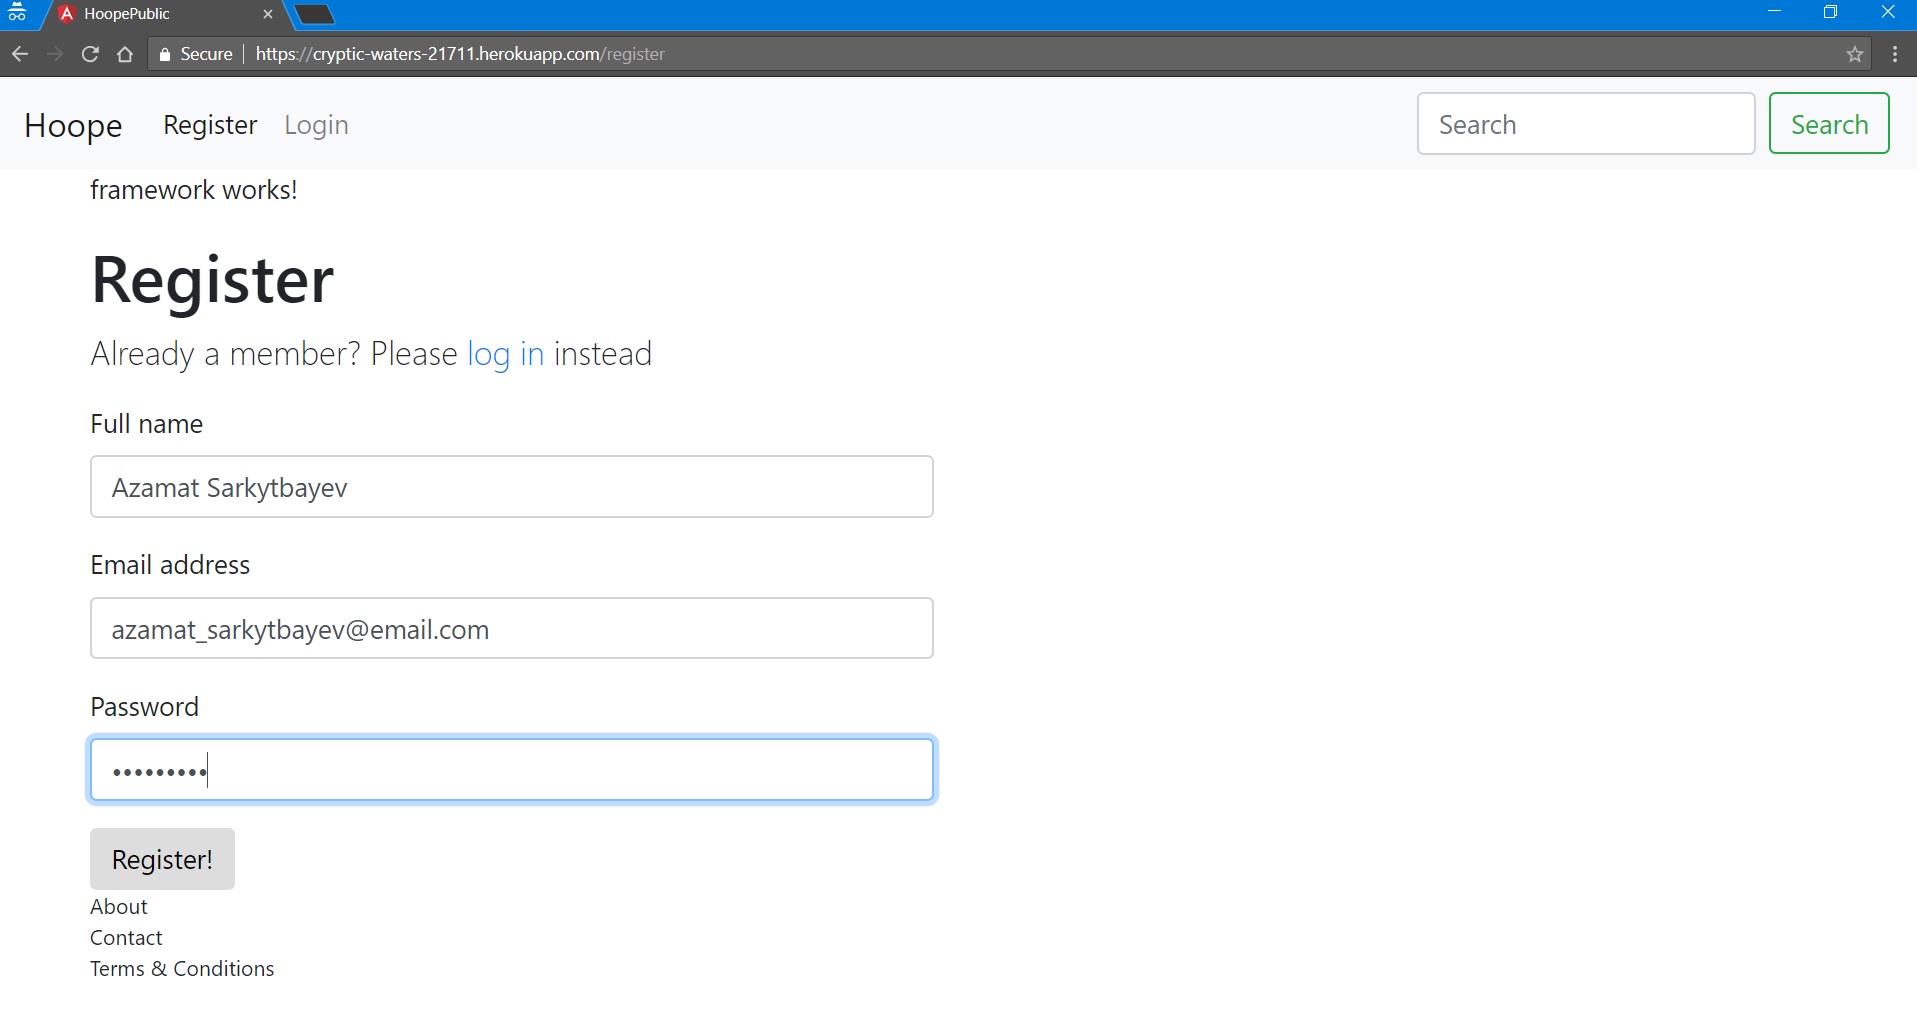 HoopePublic
Secure https://cryptic-waters-21711.herokuapp.com/register
Hoope Register Login Search Search
framework works!
Register
Already a member? Please log in instead
Full name
Azamat Sarkytbayev
Email address
azamat_sarkytbayev@email.com
Password
•••••••••
Register!
About
Contact
Terms & Conditions